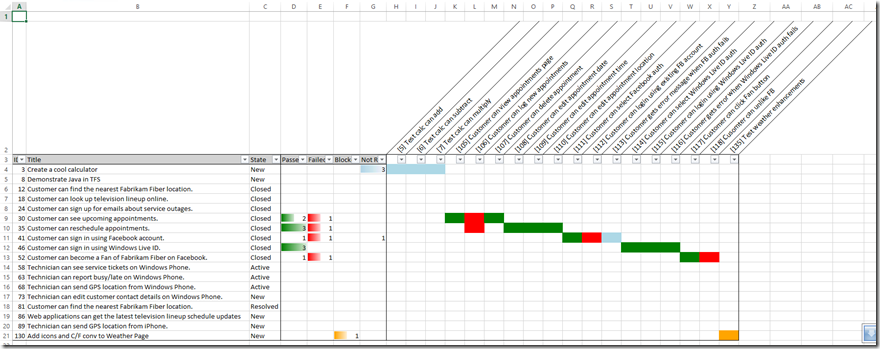 A B C D E F G H I J K L M N O P Q R S T U V W X Y Z AA AB AC
1
2 [5] Test calc can add [6] Test calc can subtract [7] Test calc can multiply [105] Customer can view appointments page [106] Customer can log new appointments [107] Customer can delete appointment [108] Customer can edit appointment date [109] Customer can edit appointment time [110] Customer can edit appointment location [111] Customer can select Facebook auth [112] Customer can login using existing FB account [113] Customer gets error message when FB auth fails [114] Customer can select Windows Live ID auth [115] Customer can login using Windows Live ID auth [116] Customer gets error when Windows Live ID auth fails [117] Customer can click Fan button [118] Customer can unlike FB [135] Test weather enhancements
3 Title State Passe Failed Block Not R
4 3 Create a cool calculator New 3
5 8 Demonstrate Java in TFS New
6 12 Customer can find the nearest Fabrikam Fiber location. Closed
7 18 Customer can look up television lineup online. Closed
8 24 Customer can sign up for emails about service outages. Closed
9 30 Customer can see upcoming appointments. Closed 2 1
10 35 Customer can reschedule appointments. Closed 3 1
11 41 Customer can sign in using Facebook account. Closed 1 1 1
12 46 Customer can sign in using Windows Live ID. Closed 3
13 52 Customer can become a Fan of Fabrikam Fiber on Facebook. Closed 1 1
14 58 Technician can see service tickets on Windows Phone. Active
15 63 Technician can report busy/late on Windows Phone. Active
16 68 Technician can send GPS location from Windows Phone. Active
17 73 Technician can edit customer contact details on Windows Phone. New
18 81 Customer can find the nearest Fabrikam Fiber location. Resolved
19 86 Web applications can get the latest television lineup schedule updates New
20 89 Technician can send GPS location from iPhone. New
21 130 Add icons and C/F conv to Weather Page New 1